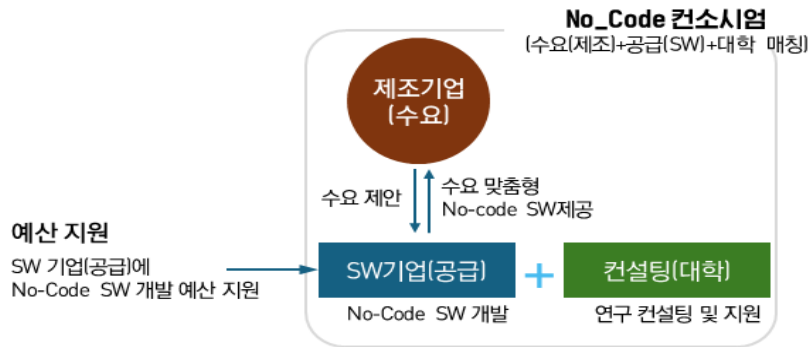 No_Code 컨소시엄
(수요(제조)+공급(SW)+대학 매칭)
제조기업
(수요)
수요 제안
수요 맞춤형
No-code SW제공
예산 지원
SW 기업(공급)에
No-Code SW 개발 예산 지원
SW기업(공급)
+
컨설팅(대학)
No-Code SW 개발
연구 컨설팅 및 지원